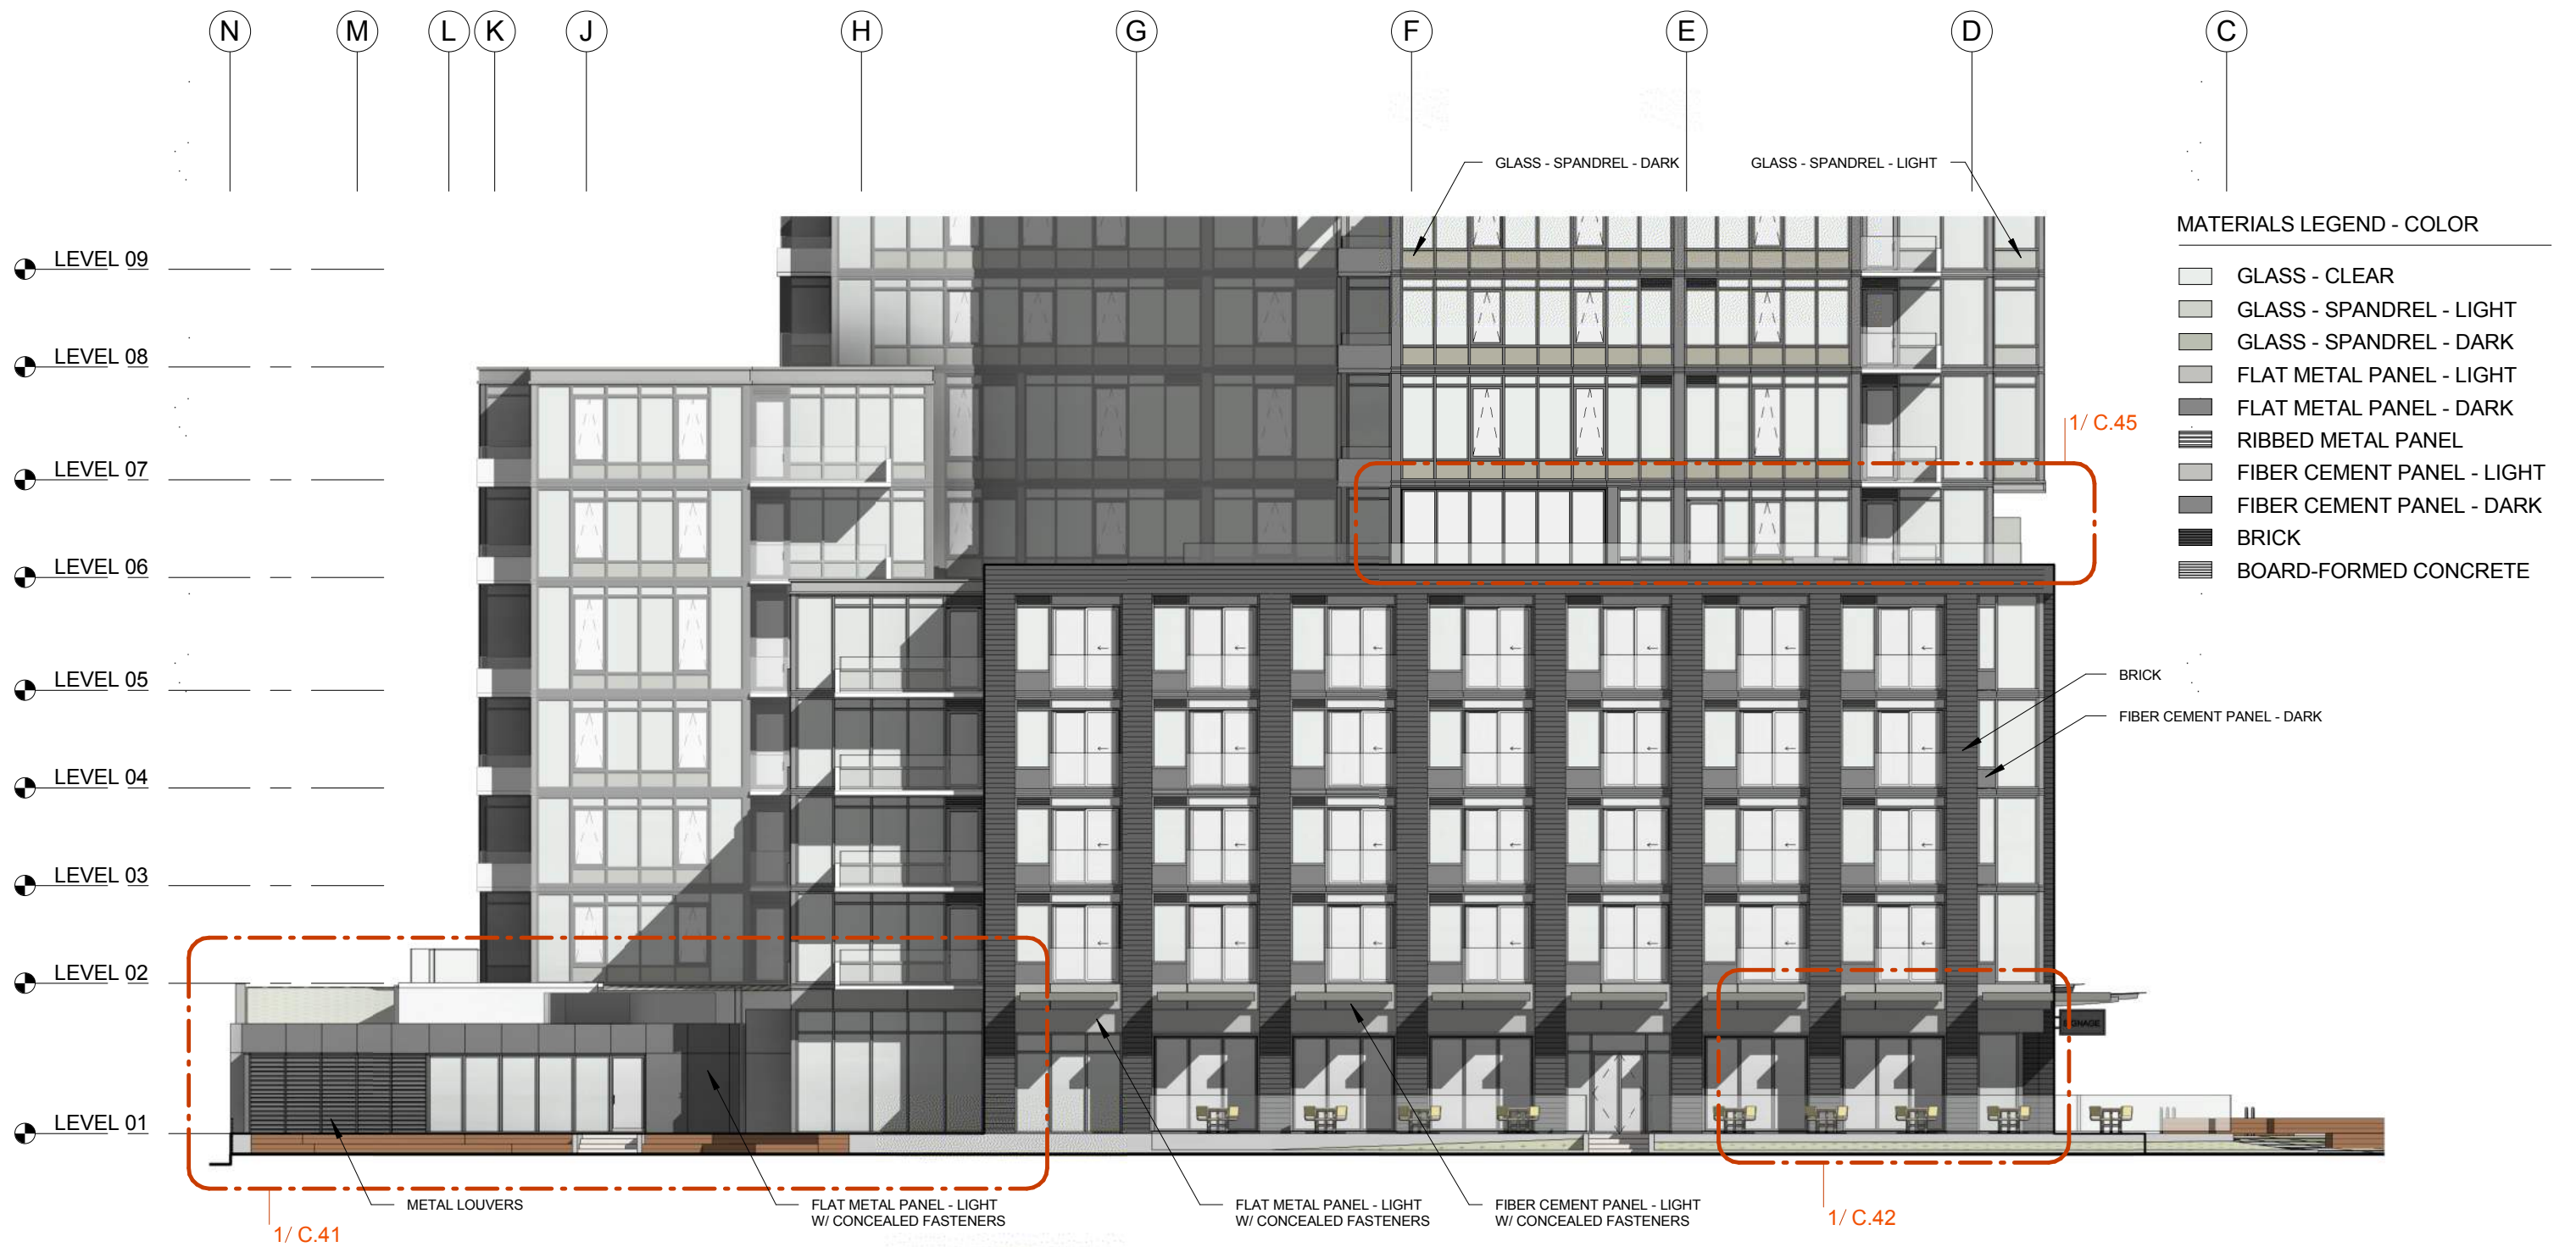 N M L K J H G F E D C
GLASS - SPANDREL - DARK
GLASS - SPANDREL - LIGHT
MATERIALS LEGEND - COLOR
GLASS - CLEAR
GLASS - SPANDREL - LIGHT
GLASS - SPANDREL - DARK
FLAT METAL PANEL - LIGHT
FLAT METAL PANEL - DARK
RIBBED METAL PANEL
FIBER CEMENT PANEL - LIGHT
FIBER CEMENT PANEL - DARK
BRICK
BOARD-FORMED CONCRETE
LEVEL 09
LEVEL 08
LEVEL 07
LEVEL 06
LEVEL 05
LEVEL 04
LEVEL 03
LEVEL 02
LEVEL 01
1/ C.45
BRICK
FIBER CEMENT PANEL - DARK
SIGNAGE
METAL LOUVERS
FLAT METAL PANEL - LIGHT
W/ CONCEALED FASTENERS
FLAT METAL PANEL - LIGHT
W/ CONCEALED FASTENERS
FIBER CEMENT PANEL - LIGHT
W/ CONCEALED FASTENERS
1/ C.41
1/ C.42